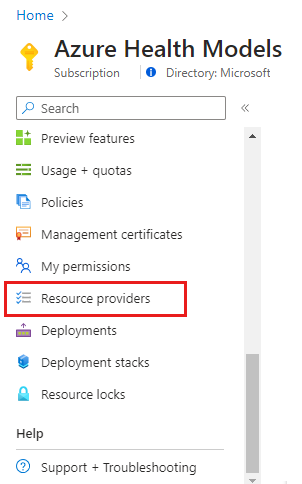 Home
Azure Health Models
Subscription
Directory: Microsoft
Search
Preview features
Usage + quotas
Policies
Management certificates
My permissions
Resource providers
Deployments
Deployment stacks
Resource locks
Help
Support + Troubleshooting